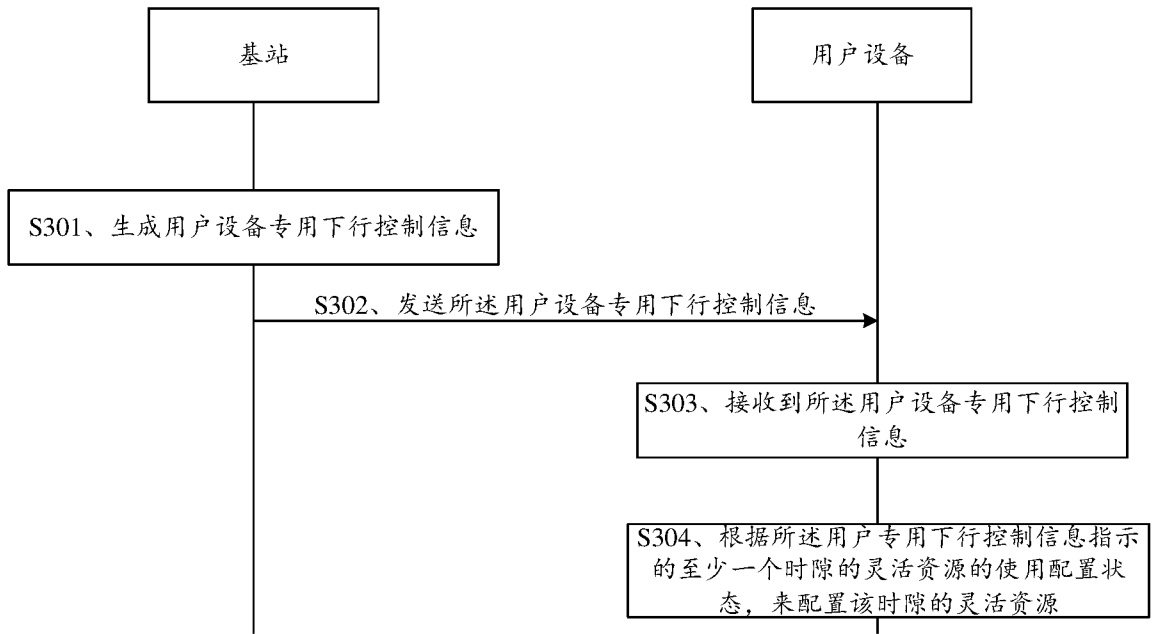 基站
用户设备
S301、生成用户设备专用下行控制信息
S302、发送所述用户设备专用下行控制信息
S303、接收到所述用户设备专用下行控制
信息
S304、根据所述用户专用下行控制信息指示
的至少一个时隙的灵活资源的使用配置状
态，来配置该时隙的灵活资源